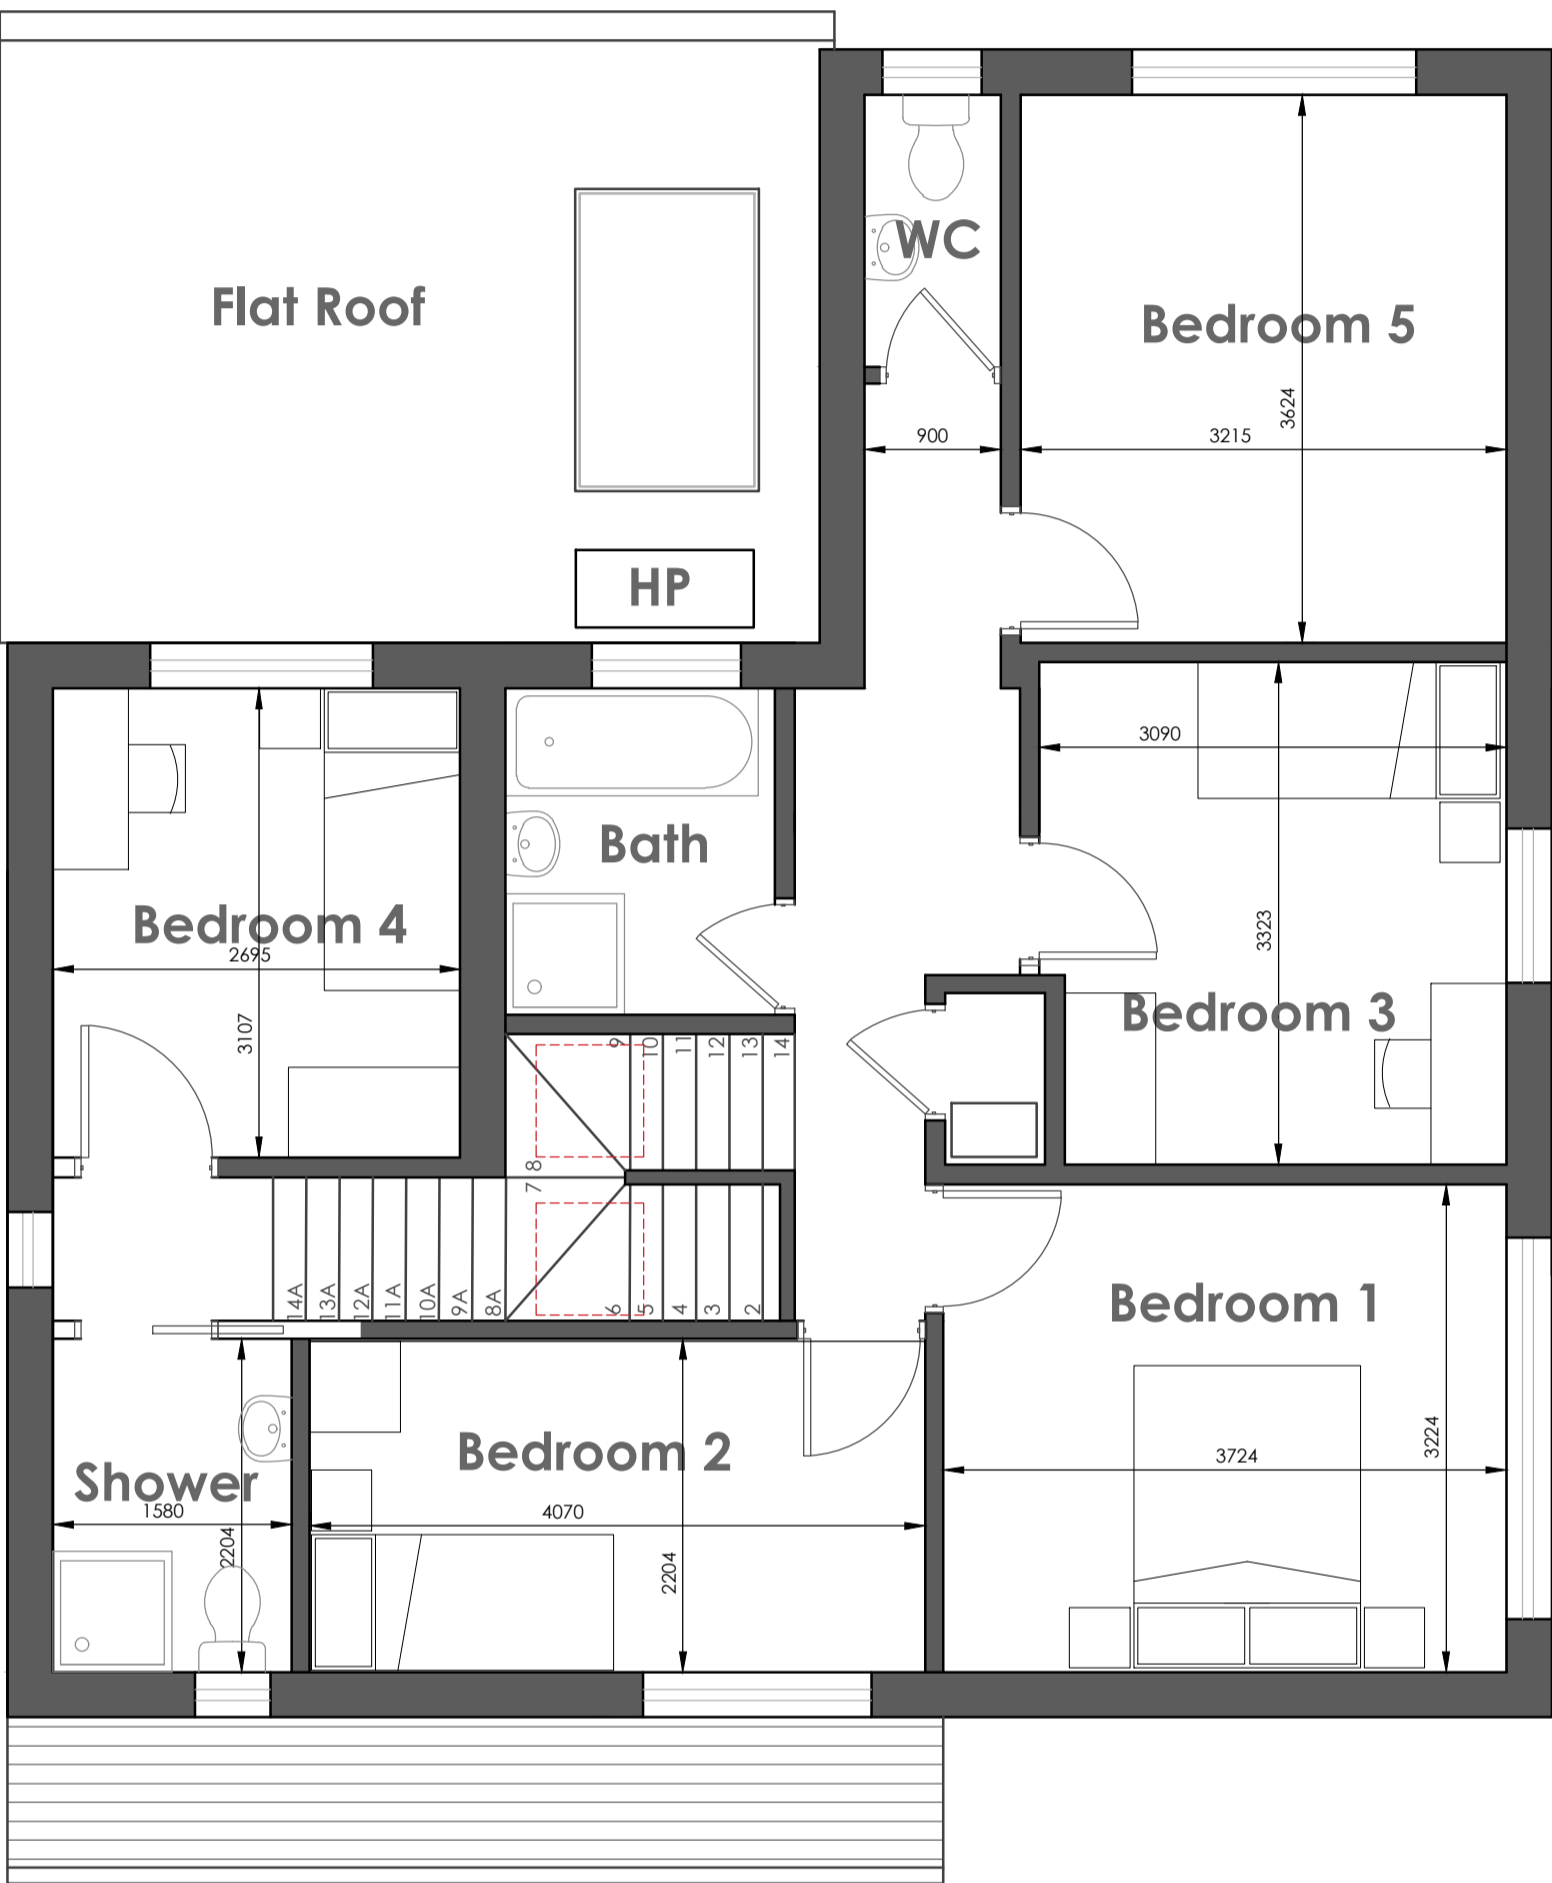 WC
Flat Roof
Bedroom 5
3624
900
3215
HP
3090
Bath
Bedroom 4
2695
3323
Bedroom 3
3107
9
10
11
12
13
14
8
7
14A
13A
12A
11A
10A
9A
8A
6
5
4
3
2
Bedroom 1
Bedroom 2
3224
3724
Shower
1580
4070
2204
2204